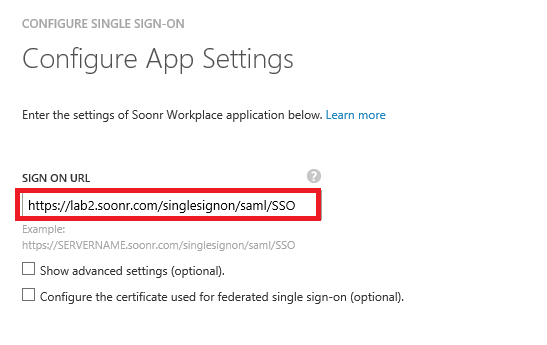 CONFIGURE SINGLE SIGN-ON
Configure App Settings
Enter the settings of Soonr Workplace application below. Learn more
SIGN ON URL ?
https://lab2.soonr.com/singlesignon/saml/SSO
Example:
https://SERVERNAME.soonr.com/singlesignon/saml/SSO
Show advanced settings (optional).
Configure the certificate used for federated single sign-on (optional).